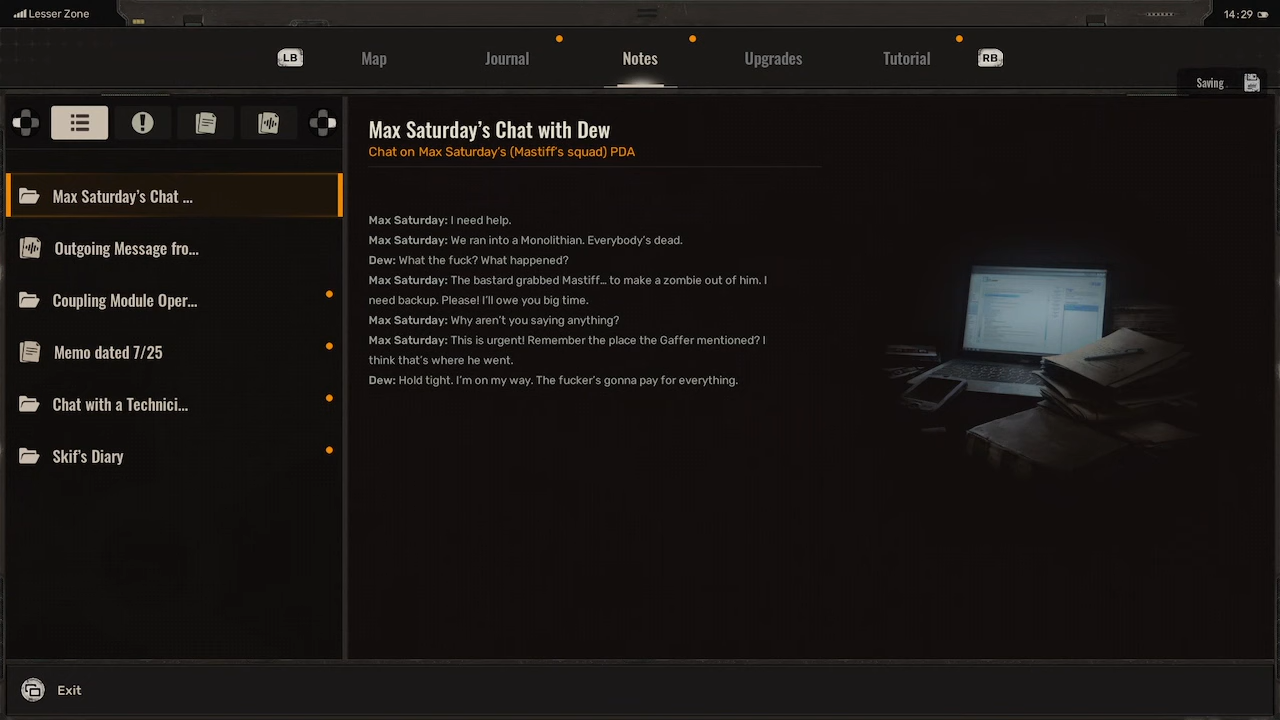 Lesser Zone
14:29
LB
Map
Journal
Notes
Upgrades
Tutorial
RB
Saving
Max Saturday's Chat ...
Outgoing Message fro...
Coupling Module Oper...
Memo dated 7/25
Chat with a Technici...
Skif's Diary
Max Saturday's Chat with Dew
Chat on Max Saturday's (Mastiff's squad) PDA
Max Saturday: I need help.
Max Saturday: We ran into a Monolithian. Everybody's dead.
Dew: What the fuck? What happened?
Max Saturday: The bastard grabbed Mastiff... to make a zombie out of him. I
need backup. Please! I'll owe you big time.
Max Saturday: Why aren't you saying anything?
Max Saturday: This is urgent! Remember the place the Gaffer mentioned? I
think that's where he went.
Dew: Hold tight. I'm on my way. The fucker's gonna pay for everything.
Exit